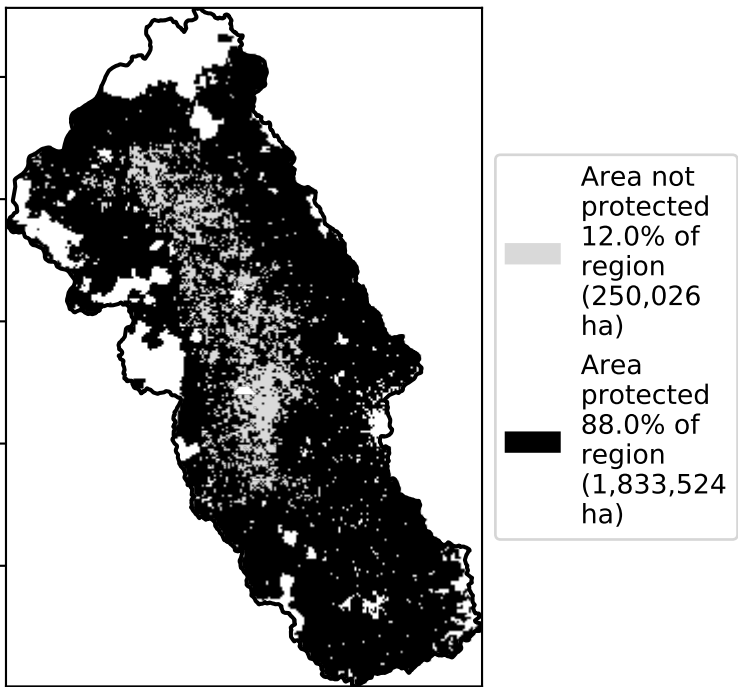 Area not
protected
12.0% of
region
(250,026
ha)
Area
protected
88.0% of
region
(1,833,524
ha)